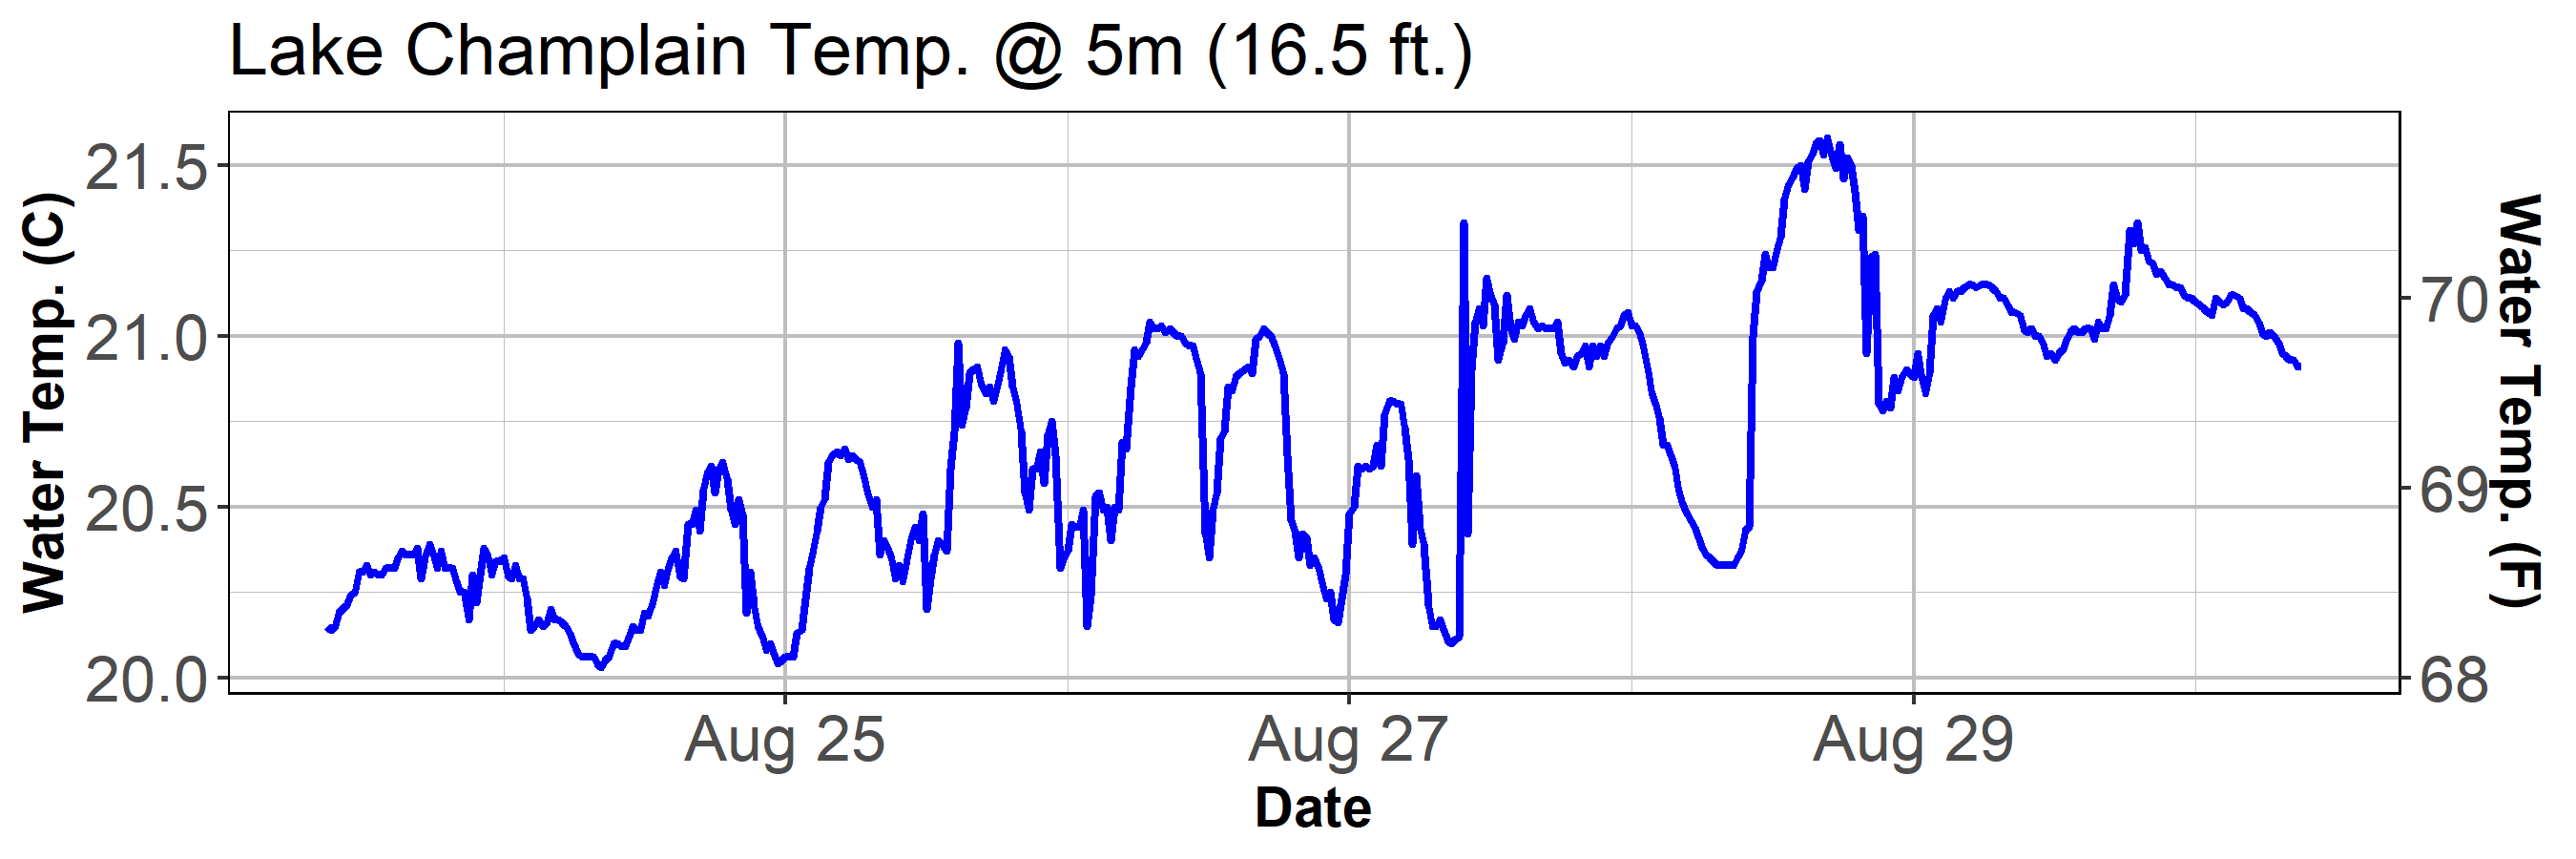 Lake Champlain Temp. @ 5m (16.5 ft.)
Water Temp. (C)
21.5
21.0
20.5
20.0
70
69
68
Water Temp. (F)
Aug 25
Aug 27
Aug 29
Date